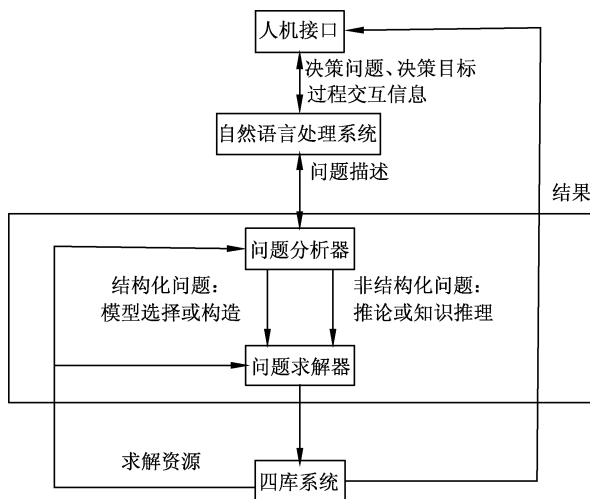 人机接口
决策问题、决策目标
过程交互信息
自然语言处理系统
问题描述
结果
问题分析器
结构化问题：
模型选择或构造
非结构化问题：
推论或知识推理
问题求解器
求解资源
四库系统